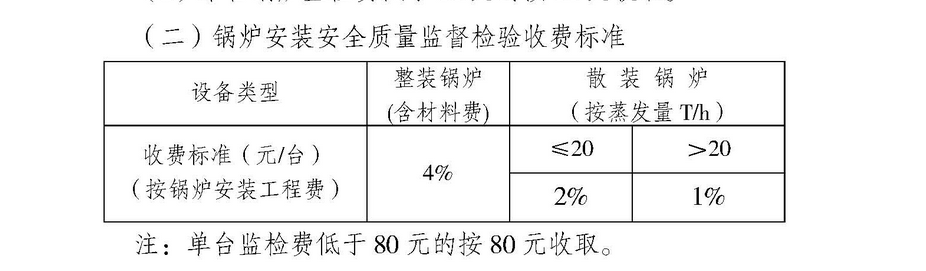 （二）锅炉安装安全质量监督检验收费标准
设备类型
整装锅炉
(含材料费)
散 装 锅 炉
（按蒸发量 T/h）
收费标准（元/台）
（按锅炉安装工程费）
4%
≤20
>20
2%
1%
注：单台监检费低于 80 元的按 80 元收取。